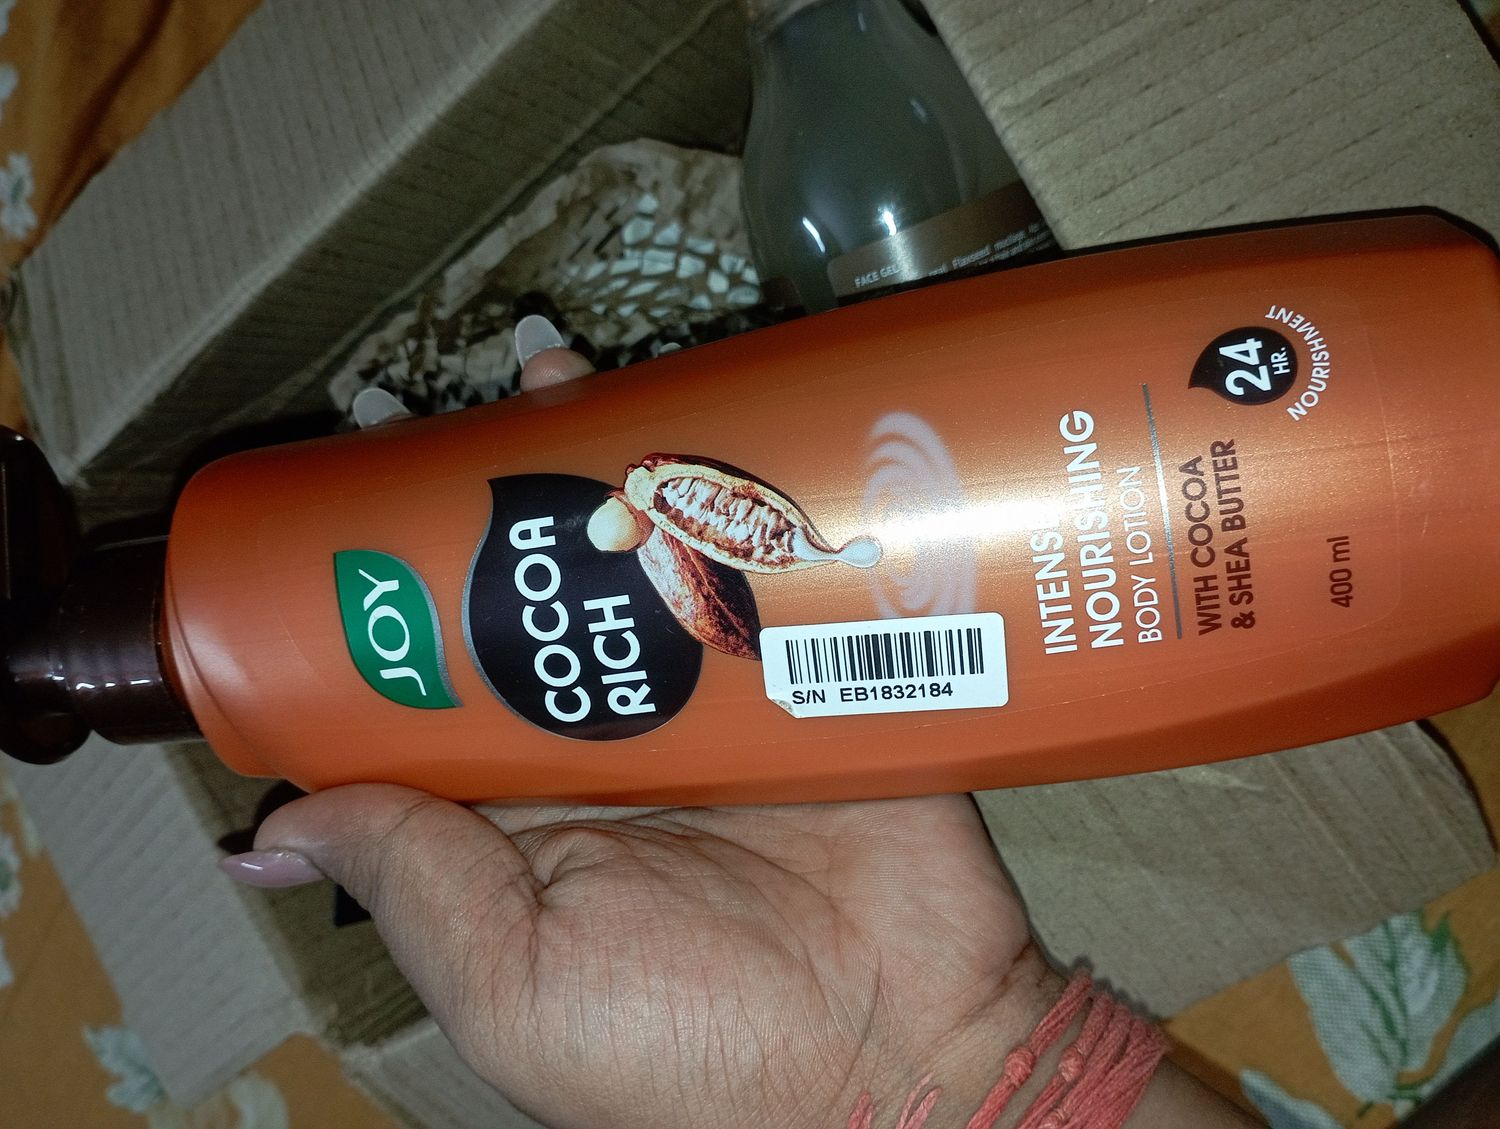 JOY
COCOA
RICH
S/N EB1832184
INTENSE
NOURISHING
BODY LOTION
WITH COCOA
& SHEA BUTTER
24
HR.
NOURISHMENT
400 ml
FACE GEL
Flaxseed